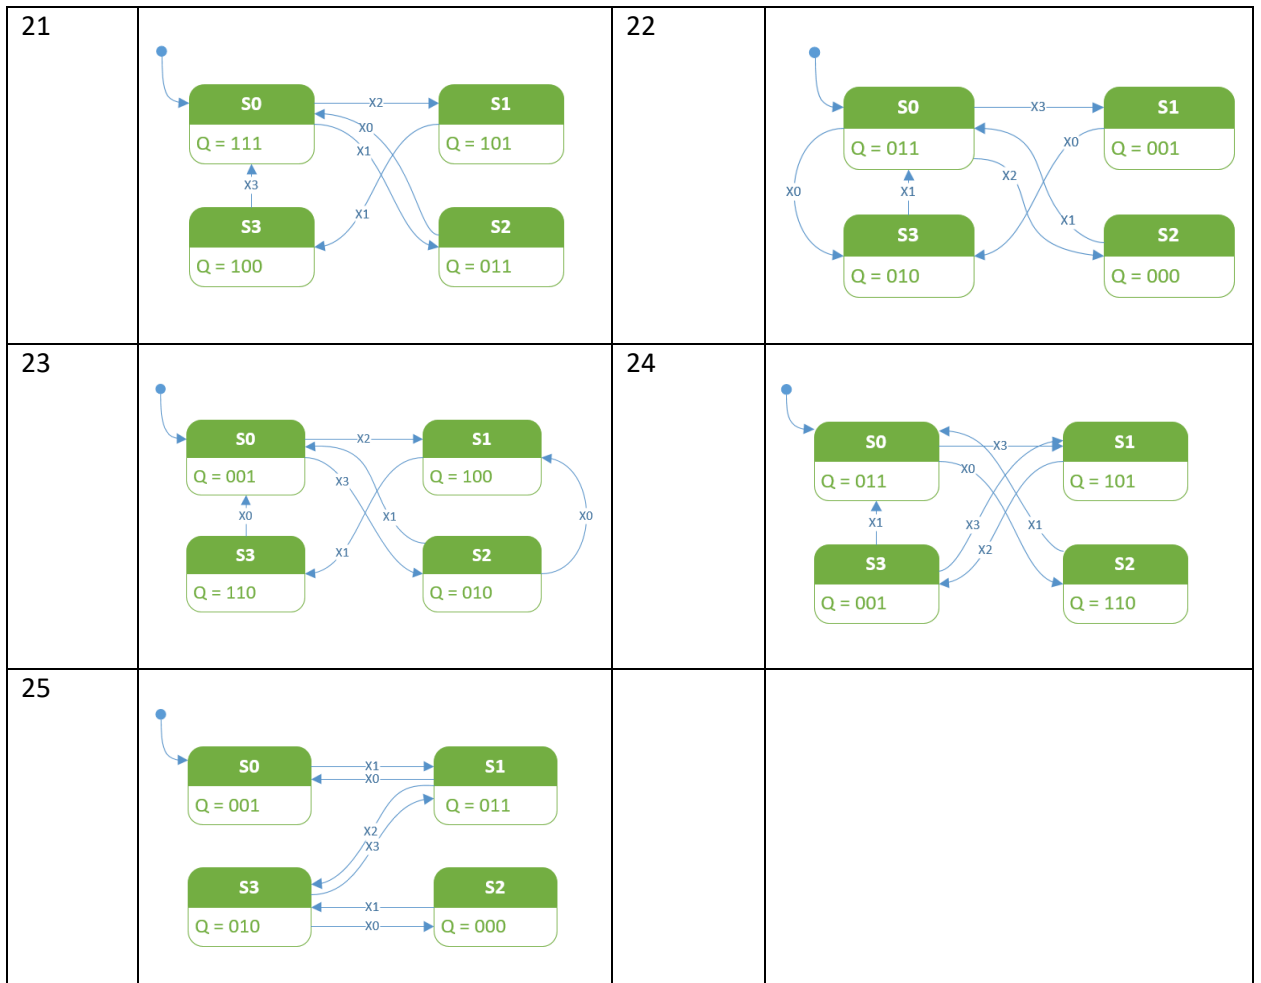 21
S0
X2
S1
Q = 111
X0
Q = 101
X1
X3
X1
S3
S2
Q = 100
Q = 011
22
S0
X3
S1
Q = 011
X0
Q = 001
X2
X0
X1
X1
S3
S2
Q = 010
Q = 000
23
S0
X2
S1
Q = 001
X3
Q = 100
X0
X1
X0
X1
S3
S2
Q = 110
Q = 010
24
S0
X3
S1
X0
Q = 011
Q = 101
X1
X3
X1
X2
S3
S2
Q = 001
Q = 110
25
S0
X1
S1
X0
Q = 001
Q = 011
X2
X3
S3
S2
X1
Q = 010
X0
Q = 000